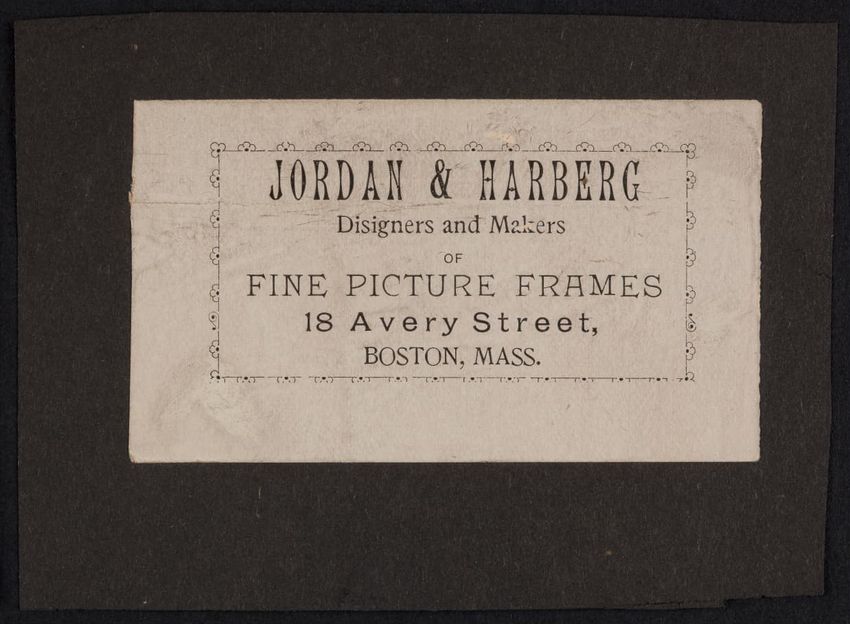 JORDAN & HARBERG
Disigners and Makers
OF
FINE PICTURE FRAMES
18 Avery Street,
BOSTON, MASS.